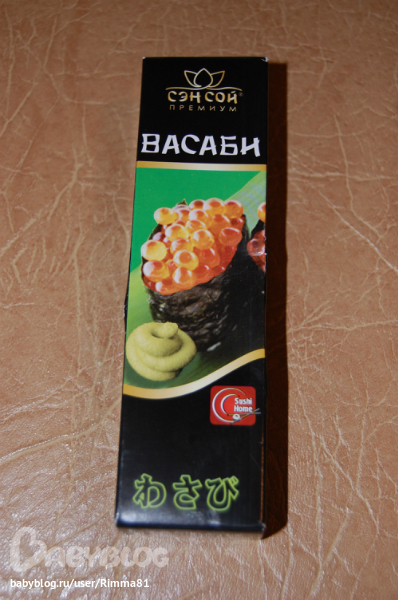 СЭН СОЙ®
ПРЕМИУМ
ВАСАБИ
Sushi
Home
わさび
BABYBLOG
babyblog.ru/user/Rimma81